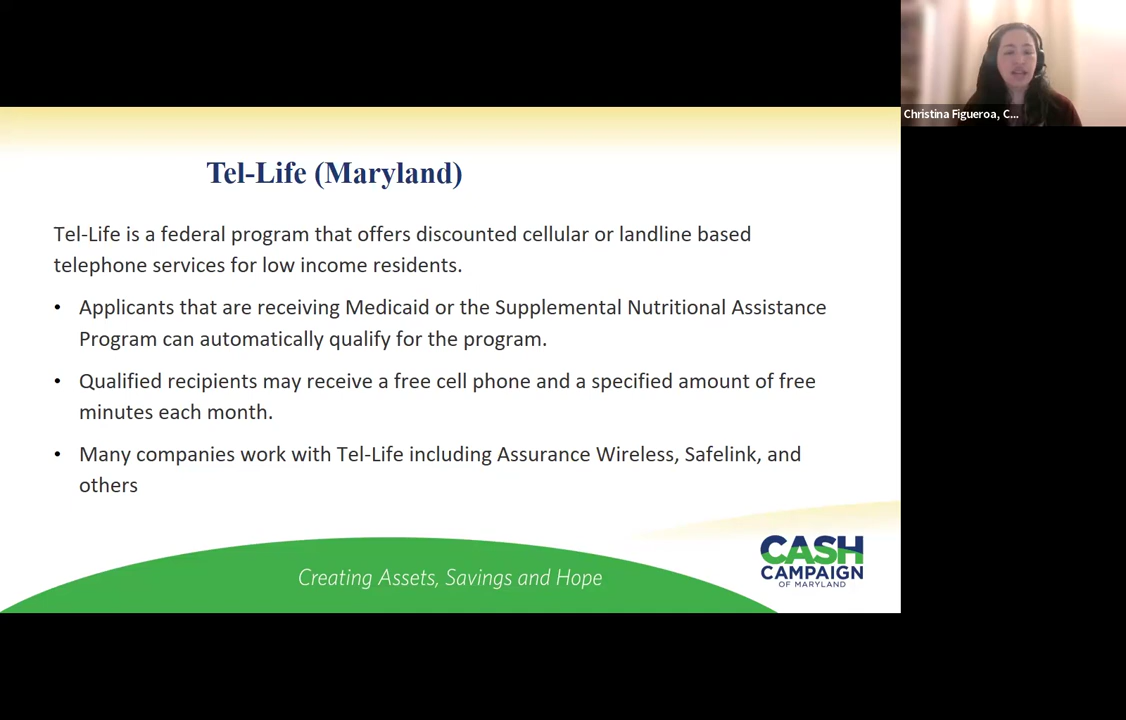 Christina Figueroa, C...
Tel-Life (Maryland)
Tel-Life is a federal program that offers discounted cellular or landline based
telephone services for low income residents.
• Applicants that are receiving Medicaid or the Supplemental Nutritional Assistance
Program can automatically qualify for the program.
• Qualified recipients may receive a free cell phone and a specified amount of free
minutes each month.
• Many companies work with Tel-Life including Assurance Wireless, Safelink, and
others
Creating Assets, Savings and Hope
CASH
CAMPAIGN
OF MARYLAND